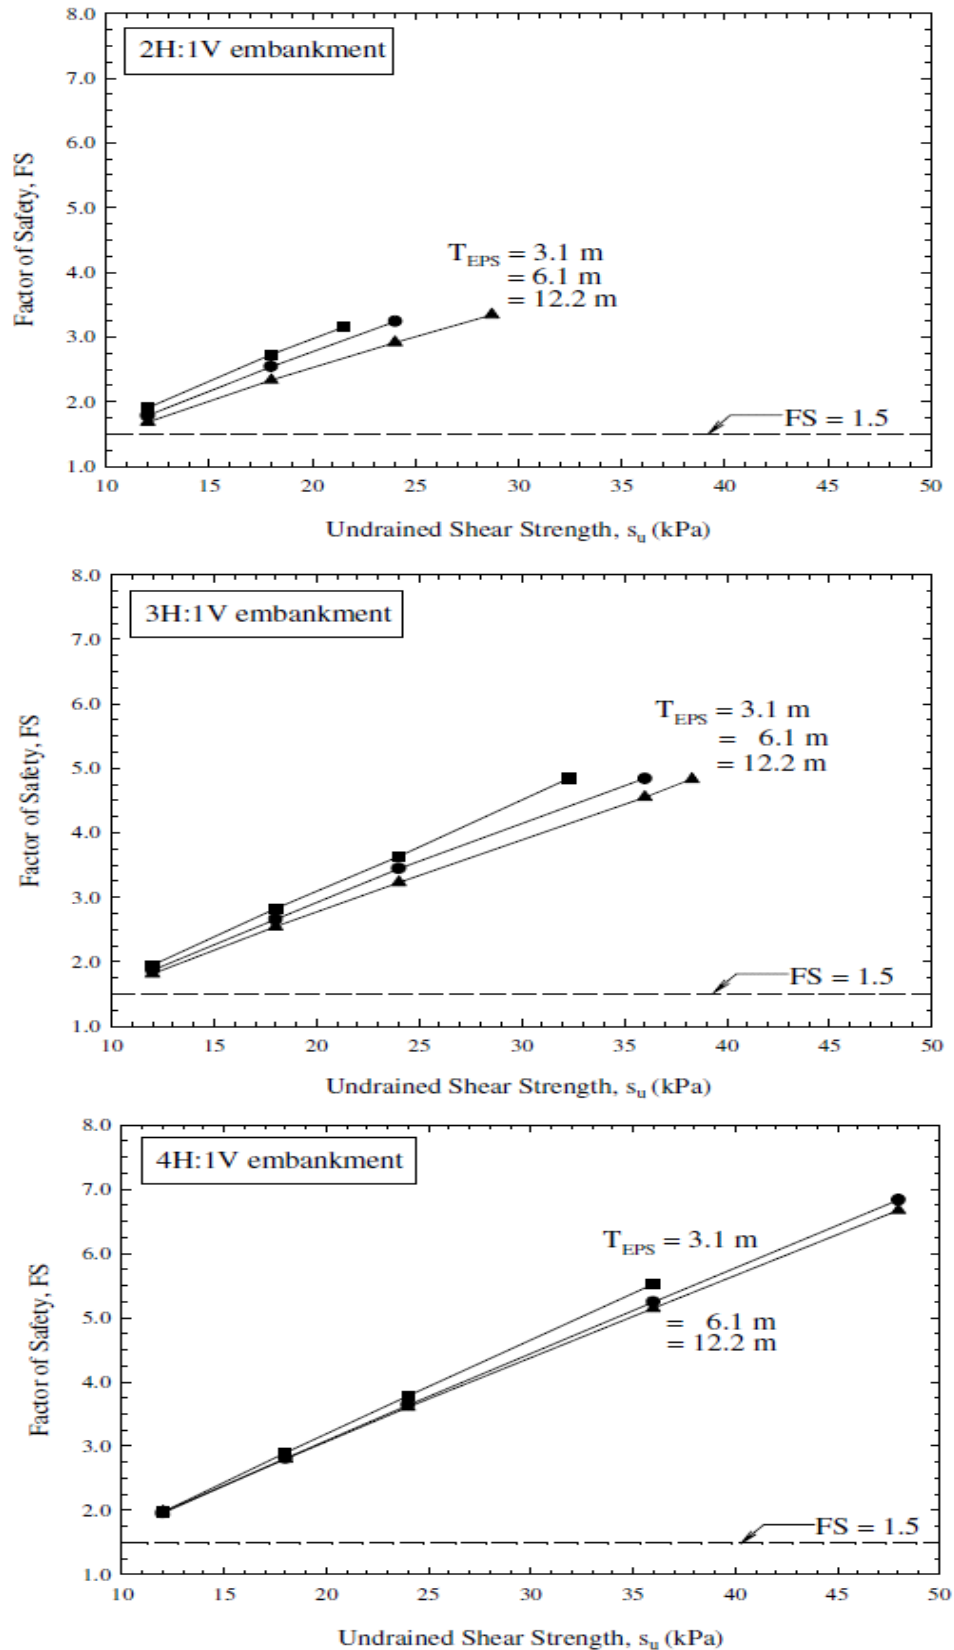 2H:1V embankment
8.0
7.0
6.0
5.0
4.0
3.0
2.0
1.0
Factor of Safety, FS
T_EPS = 3.1 m
= 6.1 m
= 12.2 m
FS = 1.5
10 15 20 25 30 35 40 45 50
Undrained Shear Strength, s_u (kPa)
3H:1V embankment
8.0
7.0
6.0
5.0
4.0
3.0
2.0
1.0
Factor of Safety, FS
T_EPS = 3.1 m
= 6.1 m
= 12.2 m
FS = 1.5
10 15 20 25 30 35 40 45 50
Undrained Shear Strength, s_u (kPa)
4H:1V embankment
8.0
7.0
6.0
5.0
4.0
3.0
2.0
1.0
Factor of Safety, FS
T_EPS = 3.1 m
= 6.1 m
= 12.2 m
FS = 1.5
10 15 20 25 30 35 40 45 50
Undrained Shear Strength, s_u (kPa)